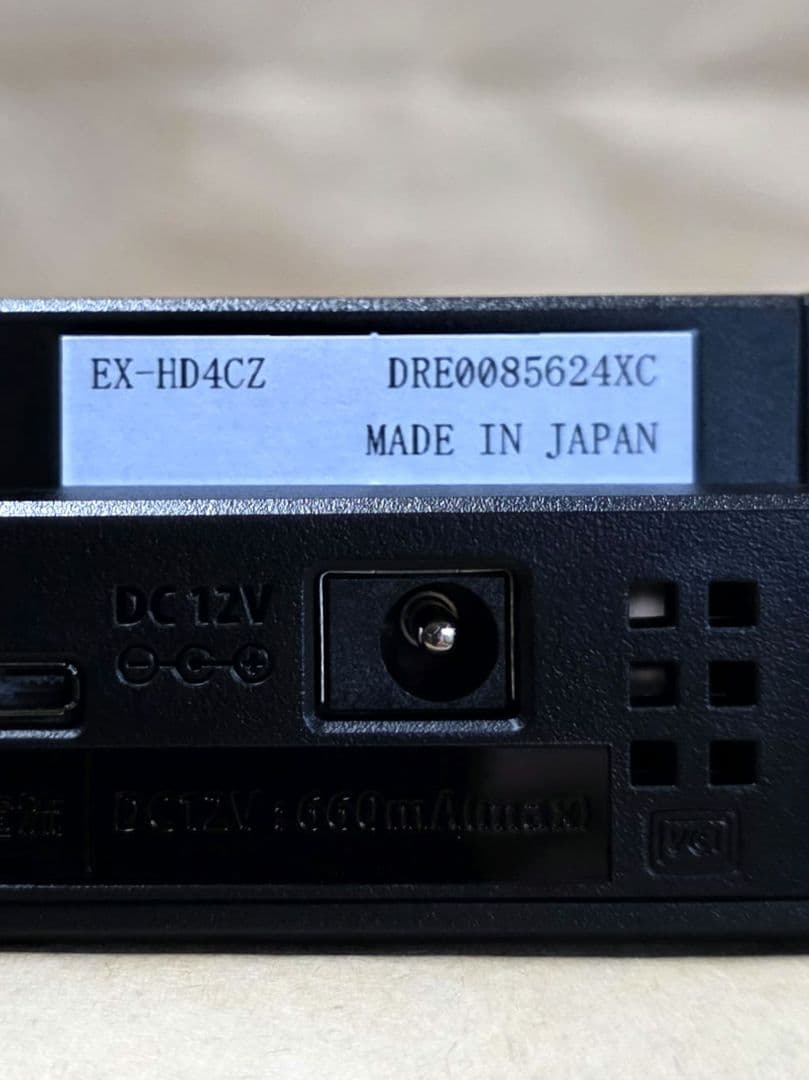 EX-HD4CZ DRE0085624XC
MADE IN JAPAN
DC 12V
DC12V : 660mA(max)